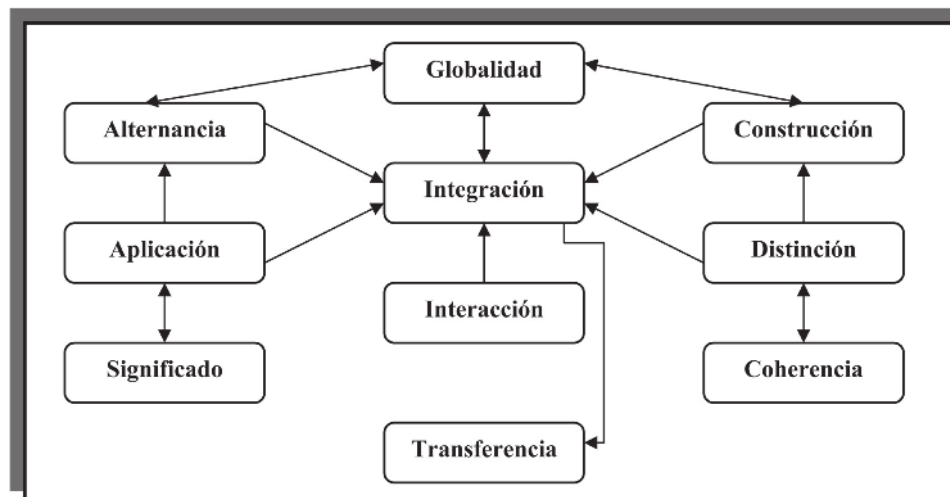 Globalidad
Alternancia
Construcción
Integración
Aplicación
Distinción
Interacción
Significado
Coherencia
Transferencia